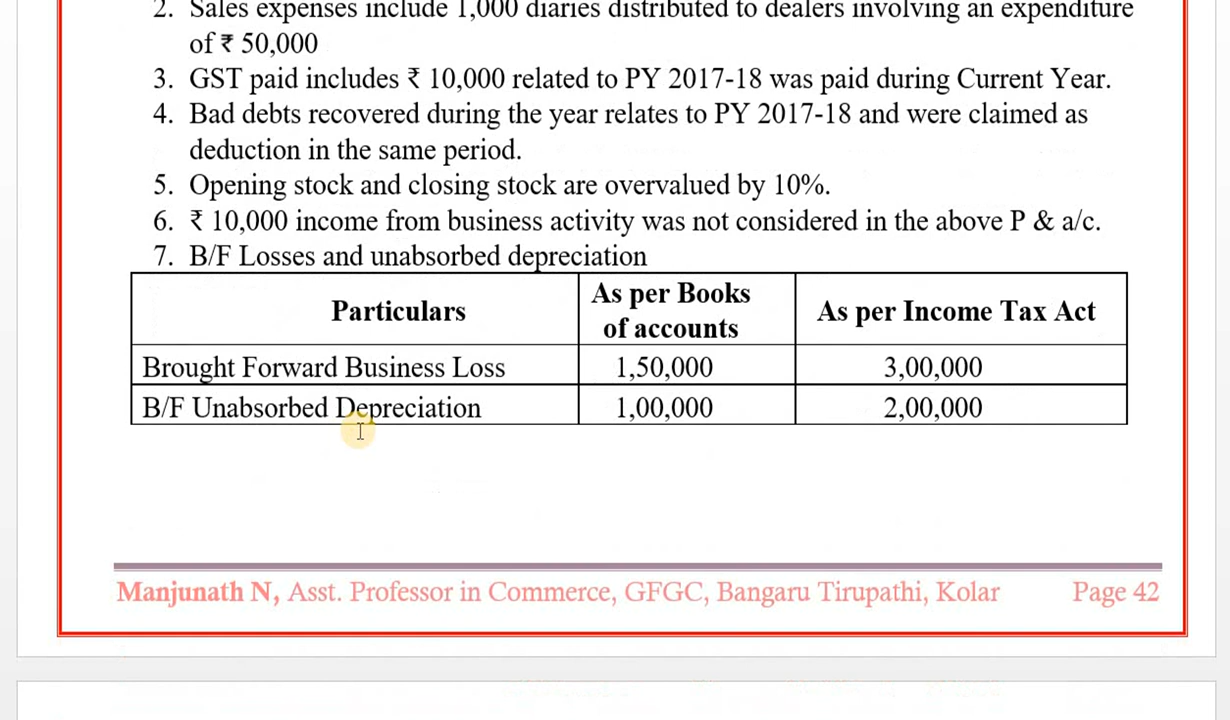 2. Sales expenses include 1,000 diaries distributed to dealers involving an expenditure
of ₹ 50,000
3. GST paid includes ₹ 10,000 related to PY 2017-18 was paid during Current Year.
4. Bad debts recovered during the year relates to PY 2017-18 and were claimed as
deduction in the same period.
5. Opening stock and closing stock are overvalued by 10%.
6. ₹ 10,000 income from business activity was not considered in the above P & a/c.
7. B/F Losses and unabsorbed depreciation
Particulars As per Books of accounts As per Income Tax Act
Brought Forward Business Loss 1,50,000 3,00,000
B/F Unabsorbed Depreciation 1,00,000 2,00,000
Manjunath N, Asst. Professor in Commerce, GFGC, Bangaru Tirupathi, Kolar Page 42